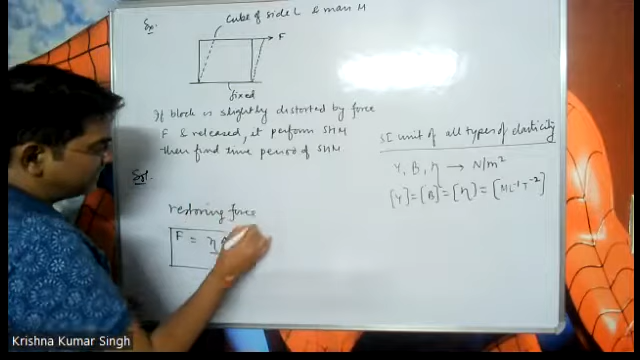 Ex.
Cube of side L & mass M
F
fixed
If block is slightly distorted by force
F & released, it perform SHM
then find time period of SHM
Sol.
restoring force
F = η
SI unit of all types of elasticity
Y, B, η → N/m²
[Y] = [B] = [η] = [ML⁻¹T⁻²]
Krishna Kumar Singh